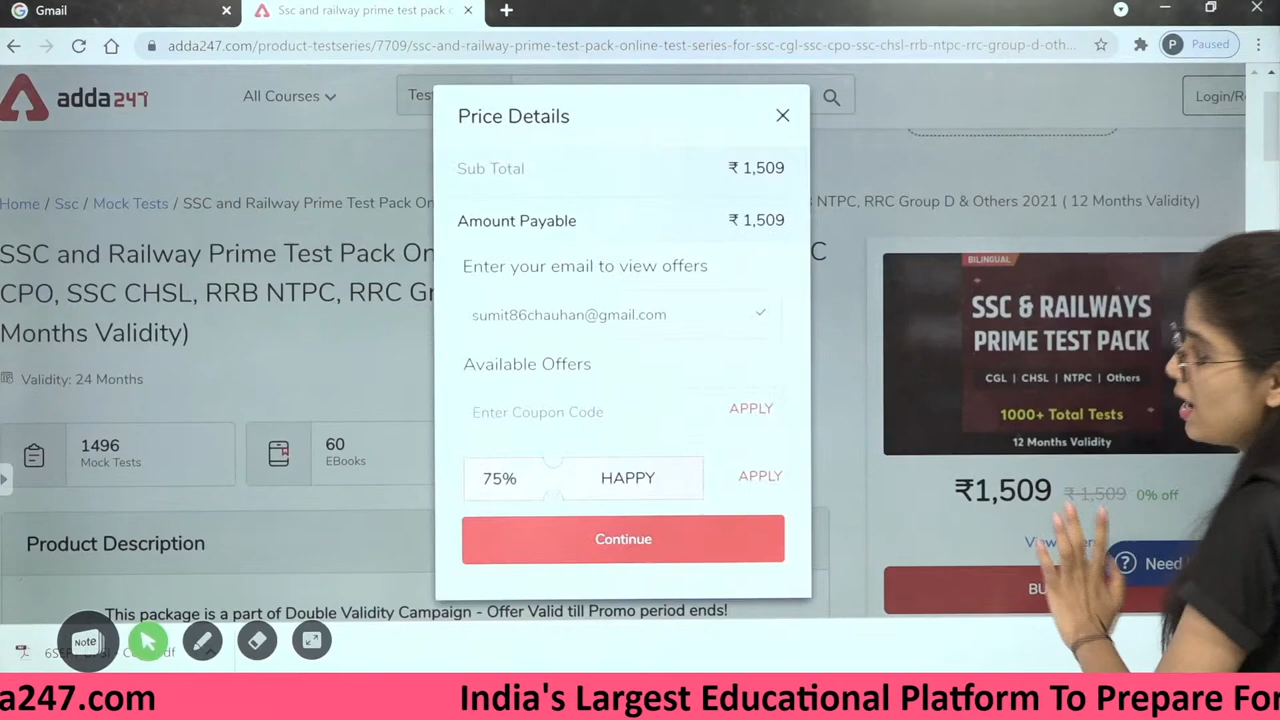 Gmail
Ssc and railway prime test pack
adda247.com/product-testseries/7709/ssc-and-railway-prime-test-pack-online-test-series-for-ssc-cgl-ssc-cpo-ssc-chsl-rrb-ntpc-rrc-group-d-oth...
P Paused
adda247
All Courses
Login/R
Price Details
Sub Total ₹ 1,509
Amount Payable ₹ 1,509
Enter your email to view offers
sumit86chauhan@gmail.com
Available Offers
Enter Coupon Code APPLY
75% HAPPY APPLY
Continue
Home / Ssc / Mock Tests / SSC and Railway Prime Test Pack On
NTPC, RRC Group D & Others 2021 ( 12 Months Validity)
SSC and Railway Prime Test Pack On
CPO, SSC CHSL, RRB NTPC, RRC Gr
Months Validity)
Validity: 24 Months
1496
Mock Tests
60
EBooks
BILINGUAL
SSC & RAILWAYS
PRIME TEST PACK
CGL | CHSL | NTPC | Others
1000+ Total Tests
12 Months Validity
₹1,509 ₹ 1,509 0% off
Need
BU
Product Description
This package is a part of Double Validity Campaign - Offer Valid till Promo period ends!
Note
a247.com
India's Largest Educational Platform To Prepare For